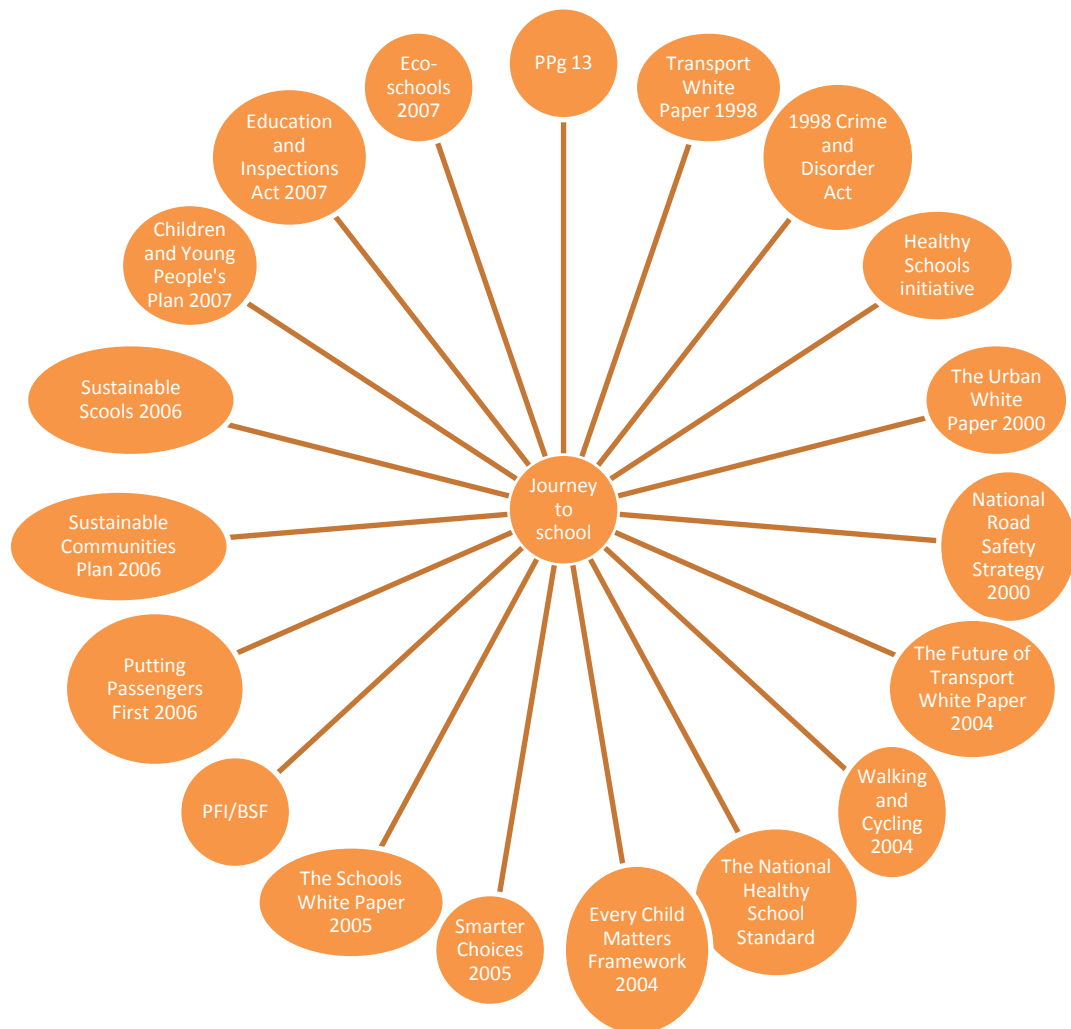 PPg 13
Transport
White
Paper 1998
1998 Crime
and
Disorder
Act
Healthy
Schools
initiative
The Urban
White
Paper 2000
National
Road
Safety
Strategy
2000
The Future of
Transport
White Paper
2004
Walking
and
Cycling
2004
The National
Healthy
School
Standard
Every Child
Matters
Framework
2004
Smarter
Choices
2005
The Schools
White Paper
2005
PFI/BSF
Putting
Passengers
First 2006
Sustainable
Communities
Plan 2006
Sustainable
Scools 2006
Children
and Young
People's
Plan 2007
Education
and
Inspections
Act 2007
Eco-
schools
2007
Journey
to
school